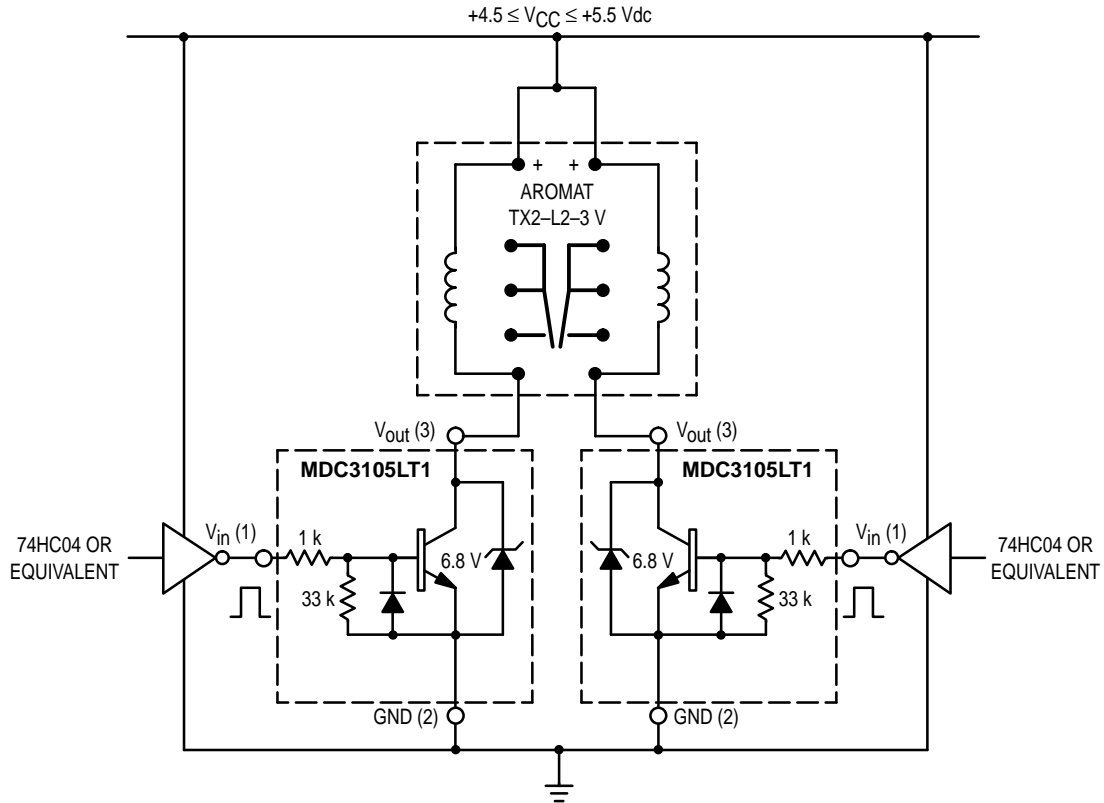 +4.5 ≤ VCC ≤ +5.5 Vdc
+ +
AROMAT
TX2–L2–3 V
Vout (3)
Vout (3)
MDC3105LT1
MDC3105LT1
74HC04 OR
EQUIVALENT
Vin (1)
1 k
6.8 V
33 k
6.8 V
1 k
33 k
Vin (1)
74HC04 OR
EQUIVALENT
GND (2)
GND (2)